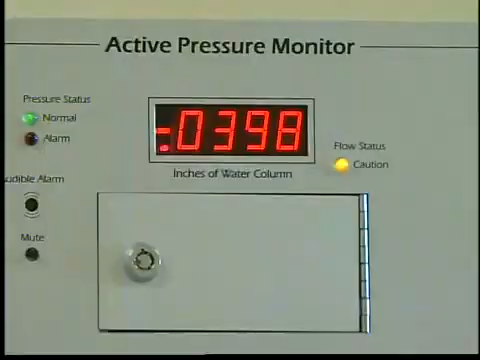 Active Pressure Monitor
Pressure Status
Normal
Alarm
-.0398
Inches of Water Column
Flow Status
Caution
udible Alarm
Mute